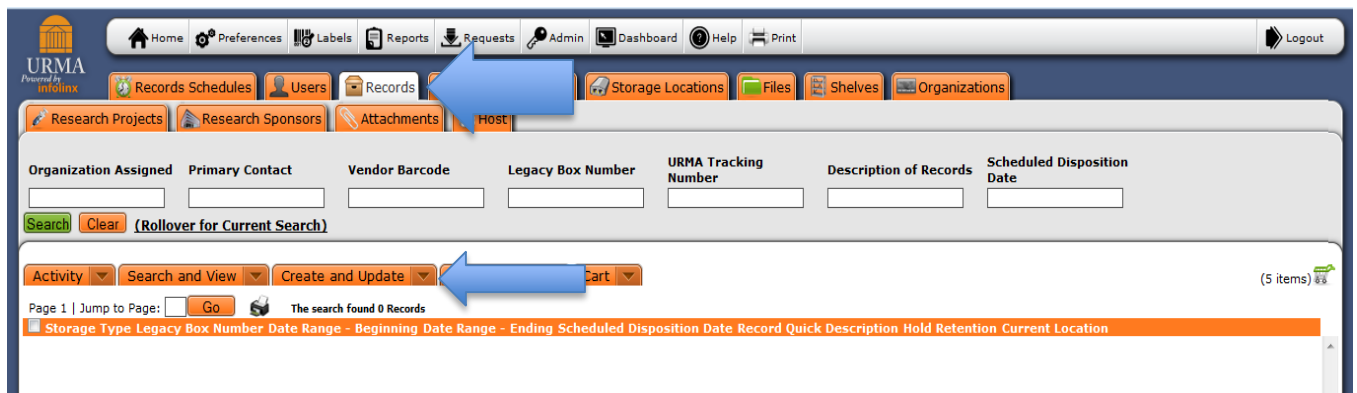 Home Preferences Labels Reports Requests Admin Dashboard Help Print Logout
URMA
Powered by
infolinx
Records Schedules Users Records Storage Locations Files Shelves Organizations
Research Projects Research Sponsors Attachments Host
Organization Assigned Primary Contact Vendor Barcode Legacy Box Number URMA Tracking Number Description of Records Scheduled Disposition Date
Search Clear (Rollover for Current Search)
Activity Search and View Create and Update Cart (5 items)
Page 1 | Jump to Page: Go The search found 0 Records
Storage Type Legacy Box Number Date Range - Beginning Date Range - Ending Scheduled Disposition Date Record Quick Description Hold Retention Current Location